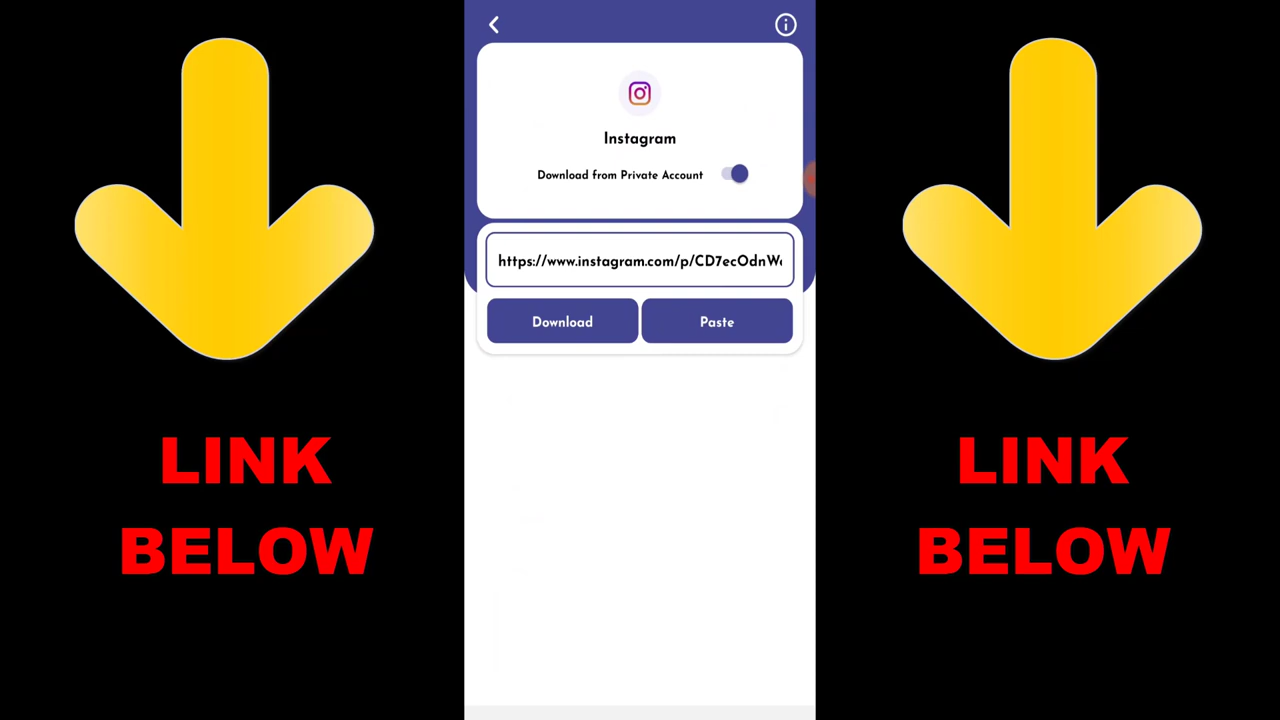 Instagram
Download from Private Account
https://www.instagram.com/p/CD7ecOdnW
Download Paste
LINK
BELOW
LINK
BELOW